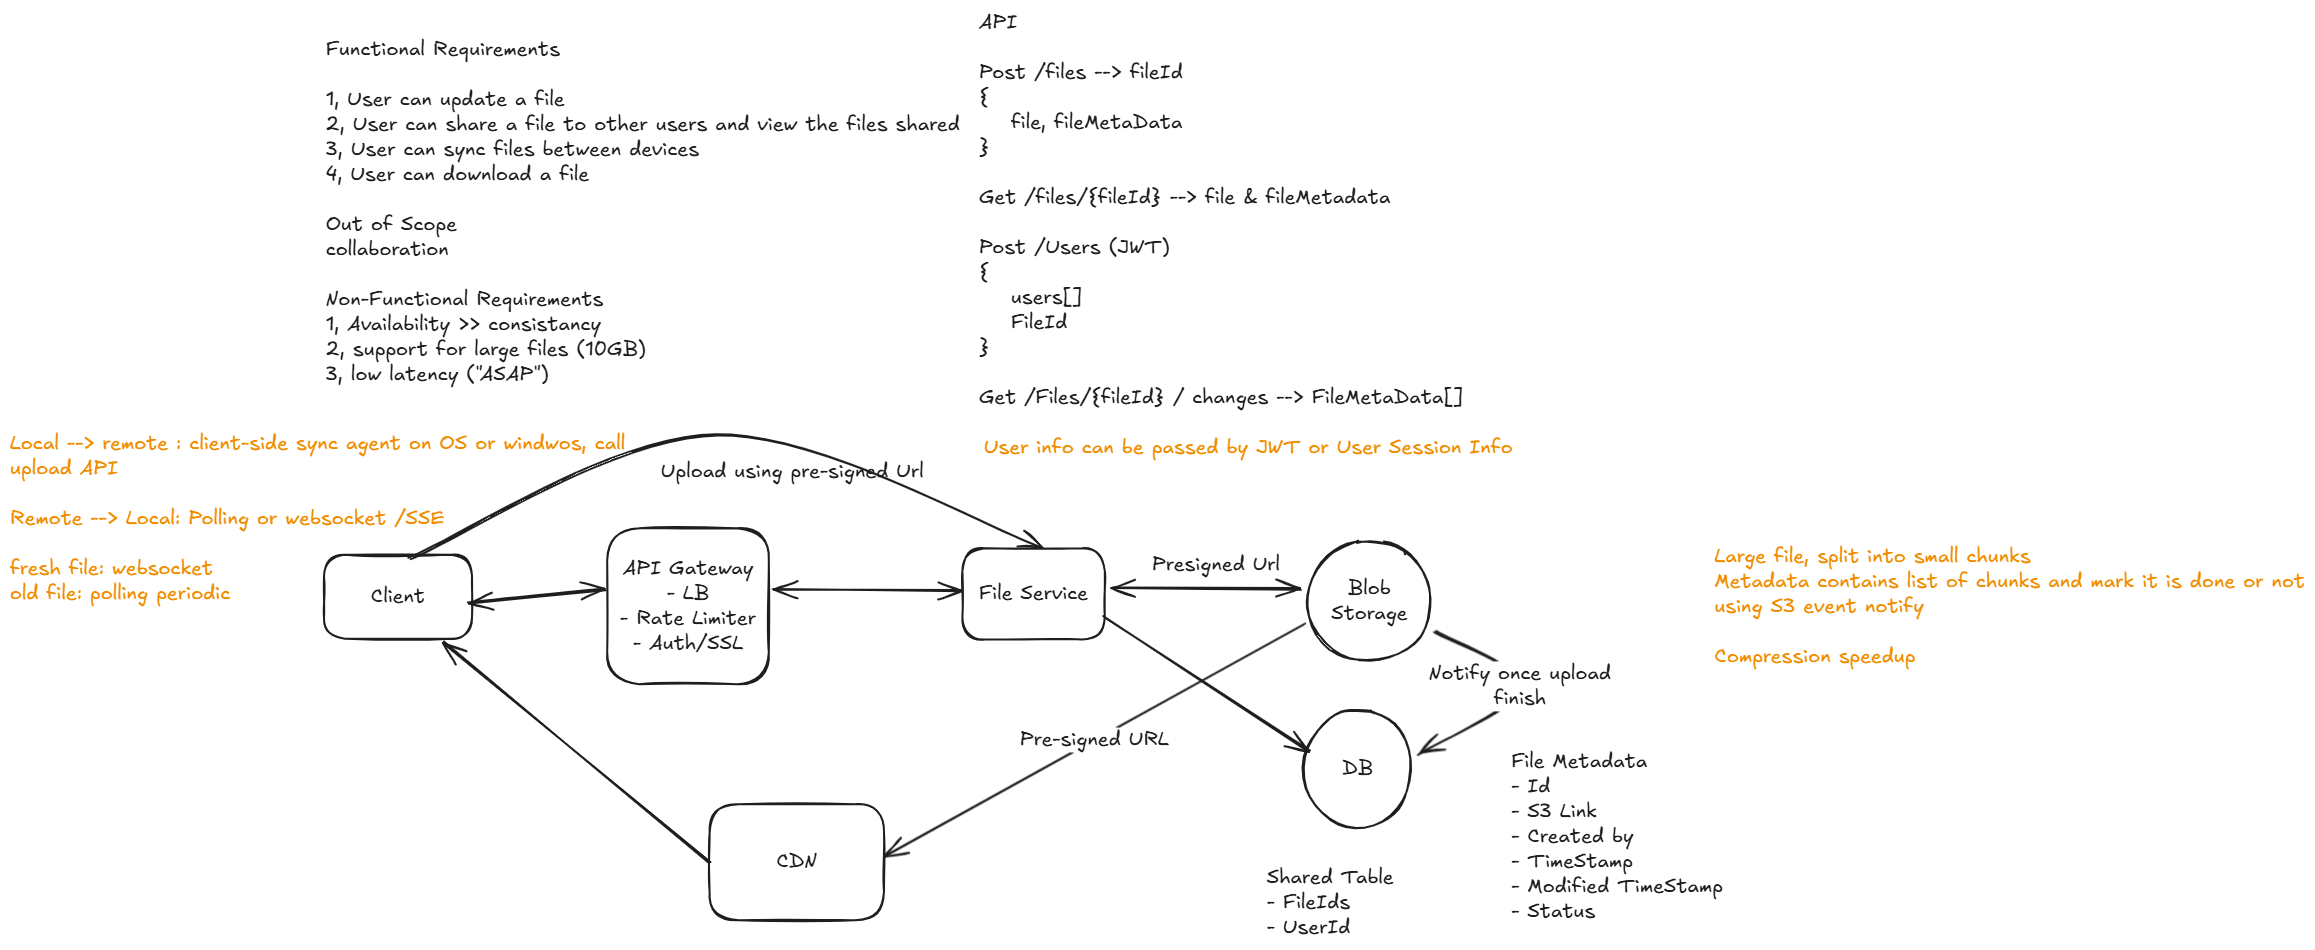 Functional Requirements
1, User can update a file
2, User can share a file to other users and view the files shared
3, User can sync files between devices
4, User can download a file
Out of Scope
collaboration
Non-Functional Requirements
1, Availability >> consistancy
2, support for large files (10GB)
3, low latency ("ASAP")
API
Post /files --> fileId
{
file, fileMetaData
}
Get /files/{fileId} --> file & fileMetadata
Post /Users (JWT)
{
users[]
FileId
}
Get /Files/{fileId} / changes --> FileMetaData[]
User info can be passed by JWT or User Session Info
Local --> remote : client-side sync agent on OS or windwos, call
upload API
Remote --> Local: Polling or websocket /SSE
fresh file: websocket
old file: polling periodic
Upload using pre-signed Url
Client
API Gateway
- LB
- Rate Limiter
- Auth/SSL
File Service
Presigned Url
Blob
Storage
Large file, split into small chunks
Metadata contains list of chunks and mark it is done or not
using S3 event notify
Compression speedup
Notify once upload
finish
Pre-signed URL
DB
CDN
File Metadata
- Id
- S3 Link
- Created by
- TimeStamp
- Modified TimeStamp
- Status
Shared Table
- FileIds
- UserId